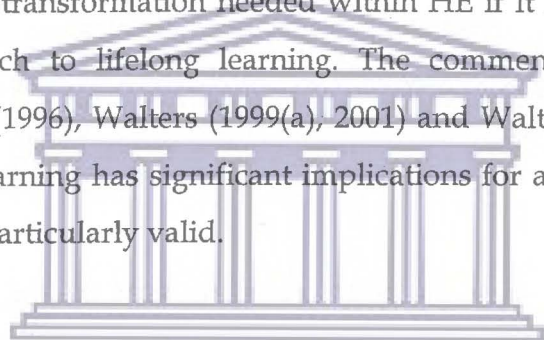 transformation needed within HE if it
ch to lifelong learning. The commen
1996), Walters (1999(a), 2001) and Walt
arning has significant implications for a
articularly valid.